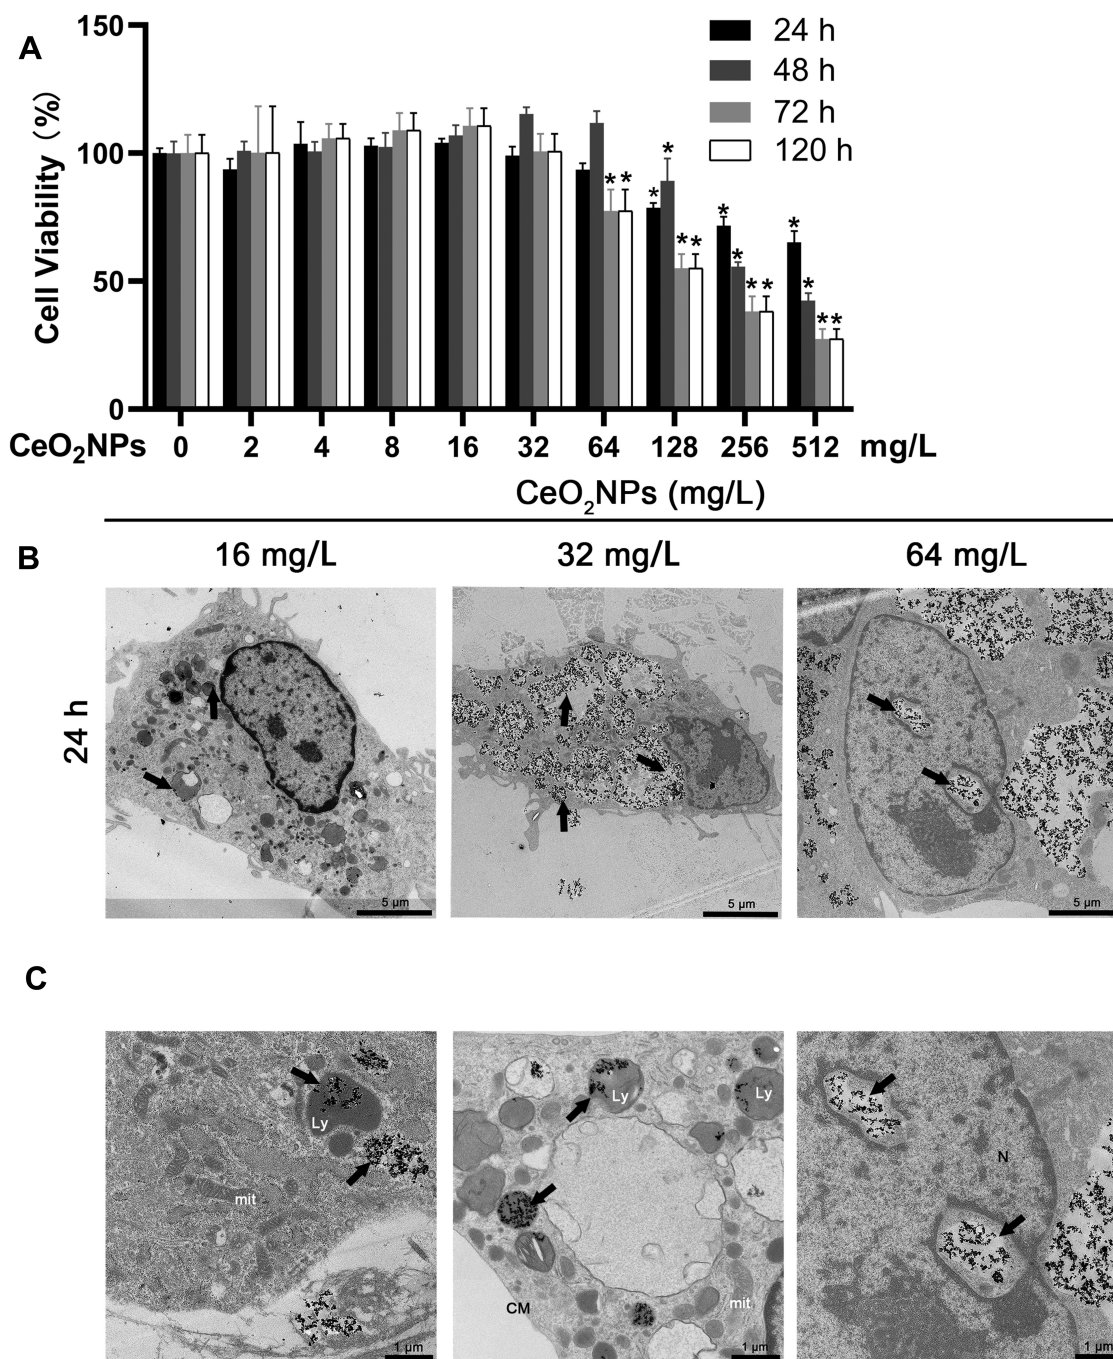 A
150
100
50
0
Cell Viability (%)
24 h
48 h
72 h
120 h
* * * * * * * * * * * * * *
CeO2NPs 0 2 4 8 16 32 64 128 256 512 mg/L
CeO2NPs (mg/L)
B
16 mg/L 32 mg/L 64 mg/L
24 h
5 µm 5 µm 5 µm
C
Ly mit 1 µm
Ly Ly CM mit 1 µm
N 1 µm